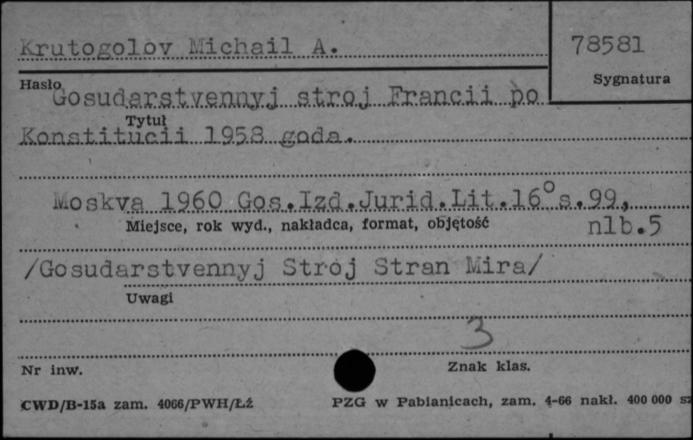 Krutogolov Michail A.
78581
Sygnatura
Hasło
Gosudarstvennyj stroj Francii po
Tytuł
Konstitucii 1958 goda.
Moskva 1960 Gos.Izd.Jurid.Lit.16° s.99,
Miejsce, rok wyd., nakładca, format, objętość
nlb.5
/Gosudarstvennyj Stroj Stran Mira/
Uwagi
3
Nr inw.
Znak klas.
CWD/B-15a zam. 4066/PWH/Łź
PZG w Pabianicach, zam. 4-66 nakł. 400 000